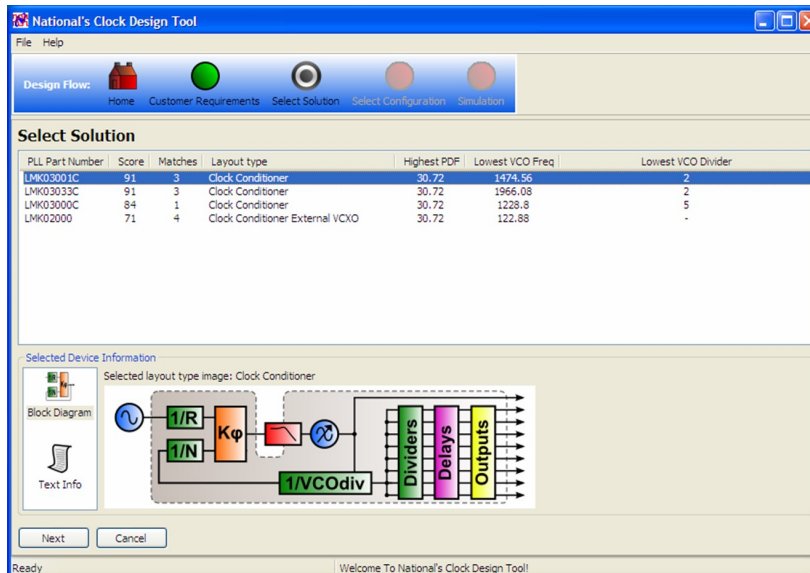 National's Clock Design Tool
File Help
Design Flow:
Home Customer Requirements Select Solution Select Configuration Simulation
Select Solution
PLL Part Number Score Matches Layout type Highest PDF Lowest VCO Freq Lowest VCO Divider
LMK03001C 91 3 Clock Conditioner 30.72 1474.56 2
LMK03033C 91 3 Clock Conditioner 30.72 1966.08 2
LMK03000C 84 1 Clock Conditioner 30.72 1228.8 5
LMK02000 71 4 Clock Conditioner External VCXO 30.72 122.88 -
Selected Device Information
Block Diagram
Text Info
Selected layout type image: Clock Conditioner
1/R
1/N
Kφ
1/VCOdiv
Dividers
Delays
Outputs
Next Cancel
Ready Welcome To National's Clock Design Tool!